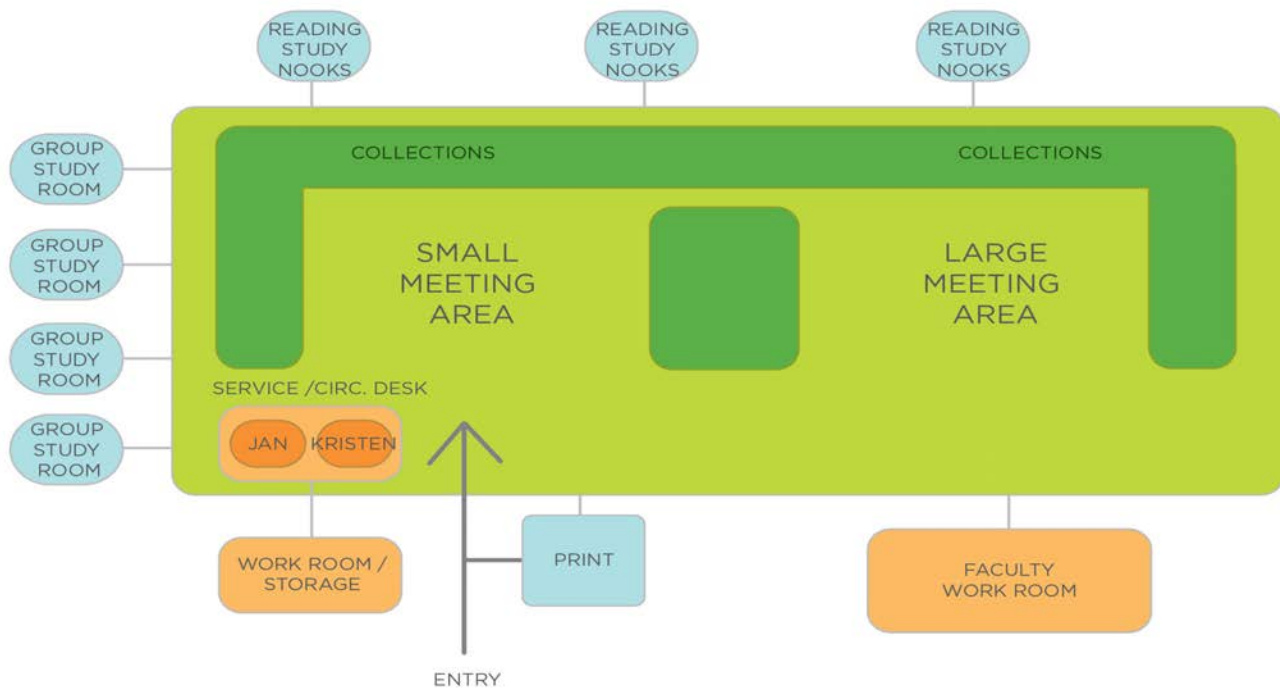 READING
STUDY
NOOKS
READING
STUDY
NOOKS
READING
STUDY
NOOKS
GROUP
STUDY
ROOM
COLLECTIONS
COLLECTIONS
GROUP
STUDY
ROOM
SMALL
MEETING
AREA
LARGE
MEETING
AREA
GROUP
STUDY
ROOM
SERVICE /CIRC. DESK
GROUP
STUDY
ROOM
JAN
KRISTEN
WORK ROOM /
STORAGE
PRINT
FACULTY
WORK ROOM
ENTRY